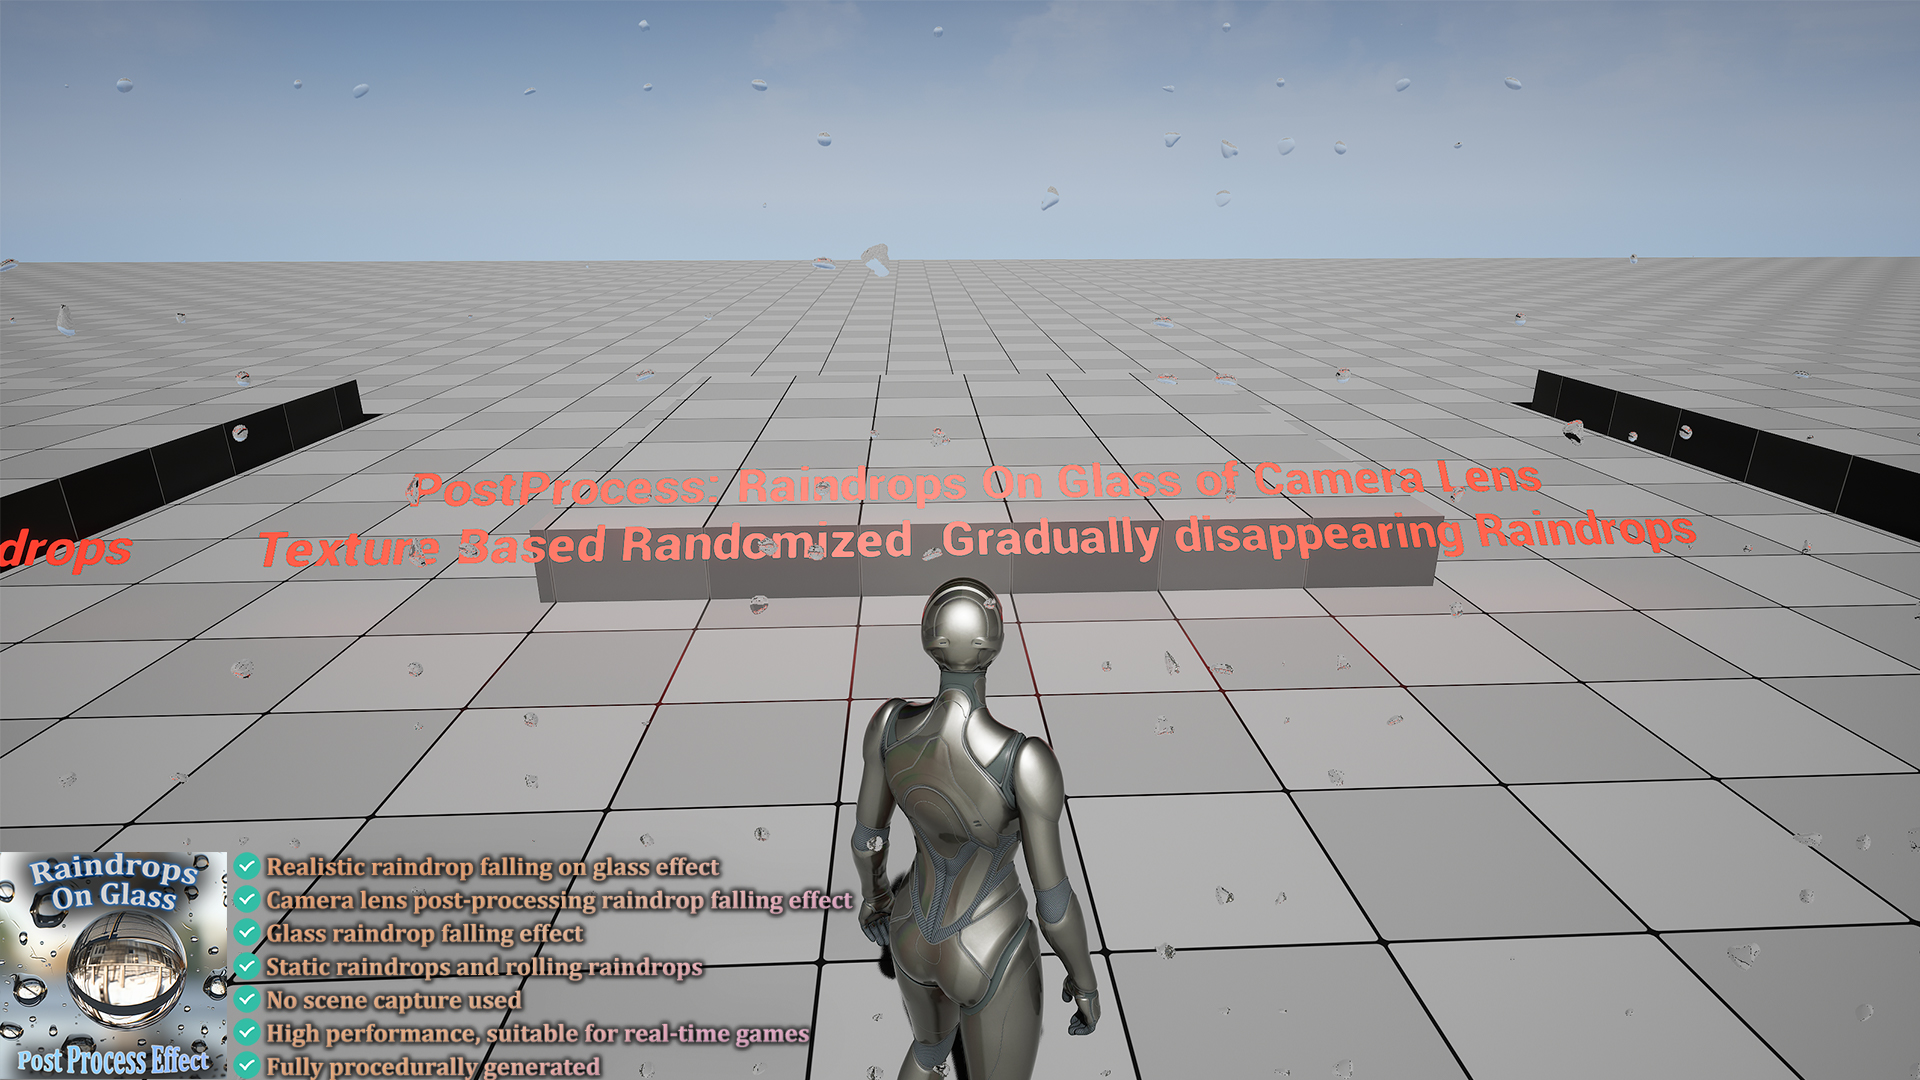 PostProcess: Raindrops On Glass of Camera Lens
drops
Texture Based Randomized Gradually disappearing Raindrops
Raindrops
On Glass
Post Process Effect
Realistic raindrop falling on glass effect
Camera lens post-processing raindrop falling effect
Glass raindrop falling effect
Static raindrops and rolling raindrops
No scene capture used
High performance, suitable for real-time games
Fully procedurally generated